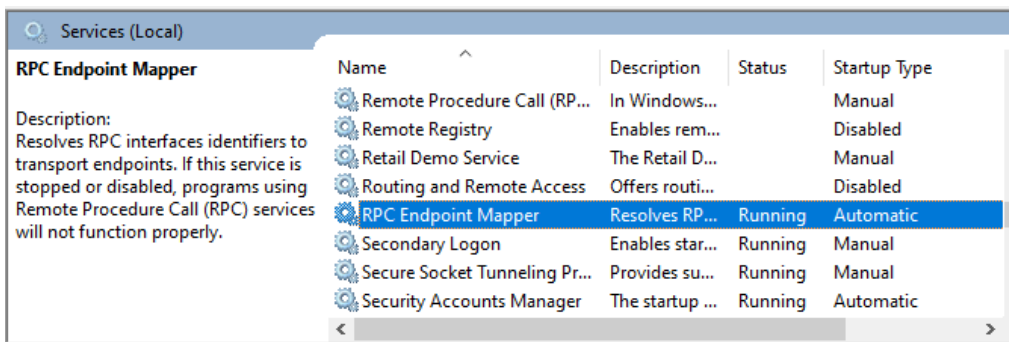 Services (Local)
RPC Endpoint Mapper
Description:
Resolves RPC interfaces identifiers to
transport endpoints. If this service is
stopped or disabled, programs using
Remote Procedure Call (RPC) services
will not function properly.
Name Description Status Startup Type
Remote Procedure Call (RP... In Windows... Manual
Remote Registry Enables rem... Disabled
Retail Demo Service The Retail D... Manual
Routing and Remote Access Offers routi... Disabled
RPC Endpoint Mapper Resolves RP... Running Automatic
Secondary Logon Enables star... Running Manual
Secure Socket Tunneling Pr... Provides su... Running Manual
Security Accounts Manager The startup ... Running Automatic